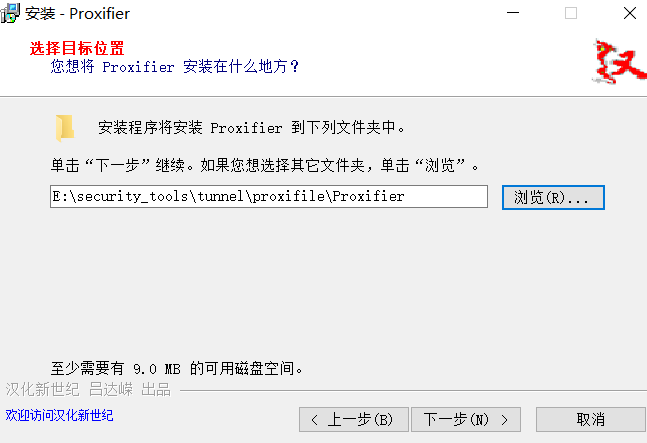 安装 - Proxifier
选择目标位置
您想将 Proxifier 安装在什么地方?
汉
安装程序将安装 Proxifier 到下列文件夹中。
单击“下一步”继续。如果您想选择其它文件夹，单击“浏览”。
E:\security_tools\tunnel\proxifile\Proxifier
浏览(R)...
至少需要有 9.0 MB 的可用磁盘空间。
汉化新世纪 吕达嵘 出品
欢迎访问汉化新世纪
< 上一步(B)
下一步(N) >
取消